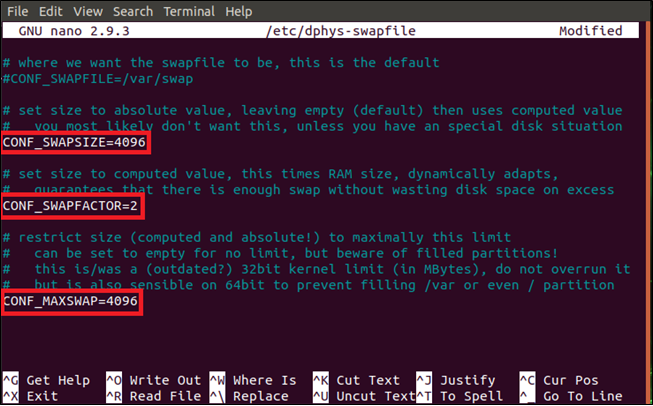 File Edit View Search Terminal Help
GNU nano 2.9.3 /etc/dphys-swapfile Modified
# where we want the swapfile to be, this is the default
#CONF_SWAPFILE=/var/swap
# set size to absolute value, leaving empty (default) then uses computed value
#   you most likely don't want this, unless you have an special disk situation
CONF_SWAPSIZE=4096
# set size to computed value, this times RAM size, dynamically adapts,
#   guarantees that there is enough swap without wasting disk space on excess
CONF_SWAPFACTOR=2
# restrict size (computed and absolute!) to maximally this limit
#   can be set to empty for no limit, but beware of filled partitions!
#   this is/was a (outdated?) 32bit kernel limit (in MBytes), do not overrun it
#   but is also sensible on 64bit to prevent filling /var or even / partition
CONF_MAXSWAP=4096
^G Get Help ^O Write Out ^W Where Is ^K Cut Text ^J Justify ^C Cur Pos
^X Exit ^R Read File ^\ Replace ^U Uncut Text ^T To Spell ^_ Go To Line